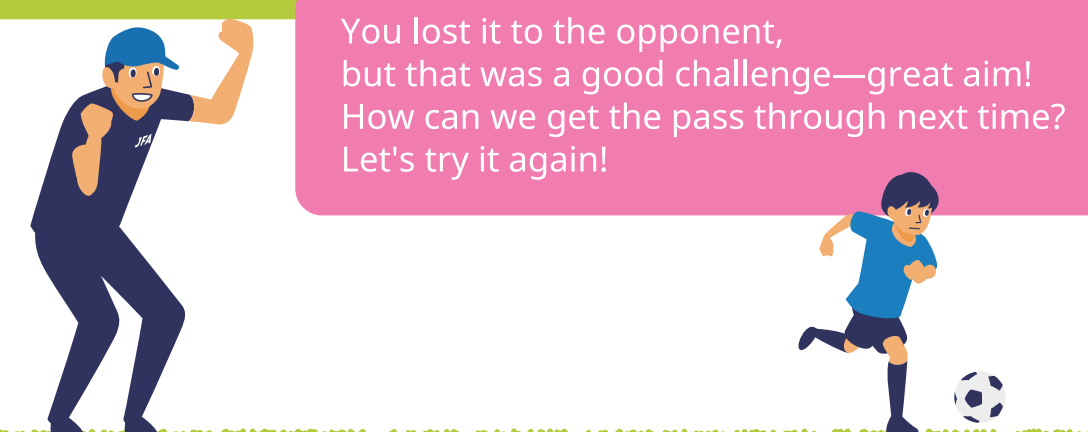 You lost it to the opponent,
but that was a good challenge—great aim!
How can we get the pass through next time?
Let's try it again!
JFA